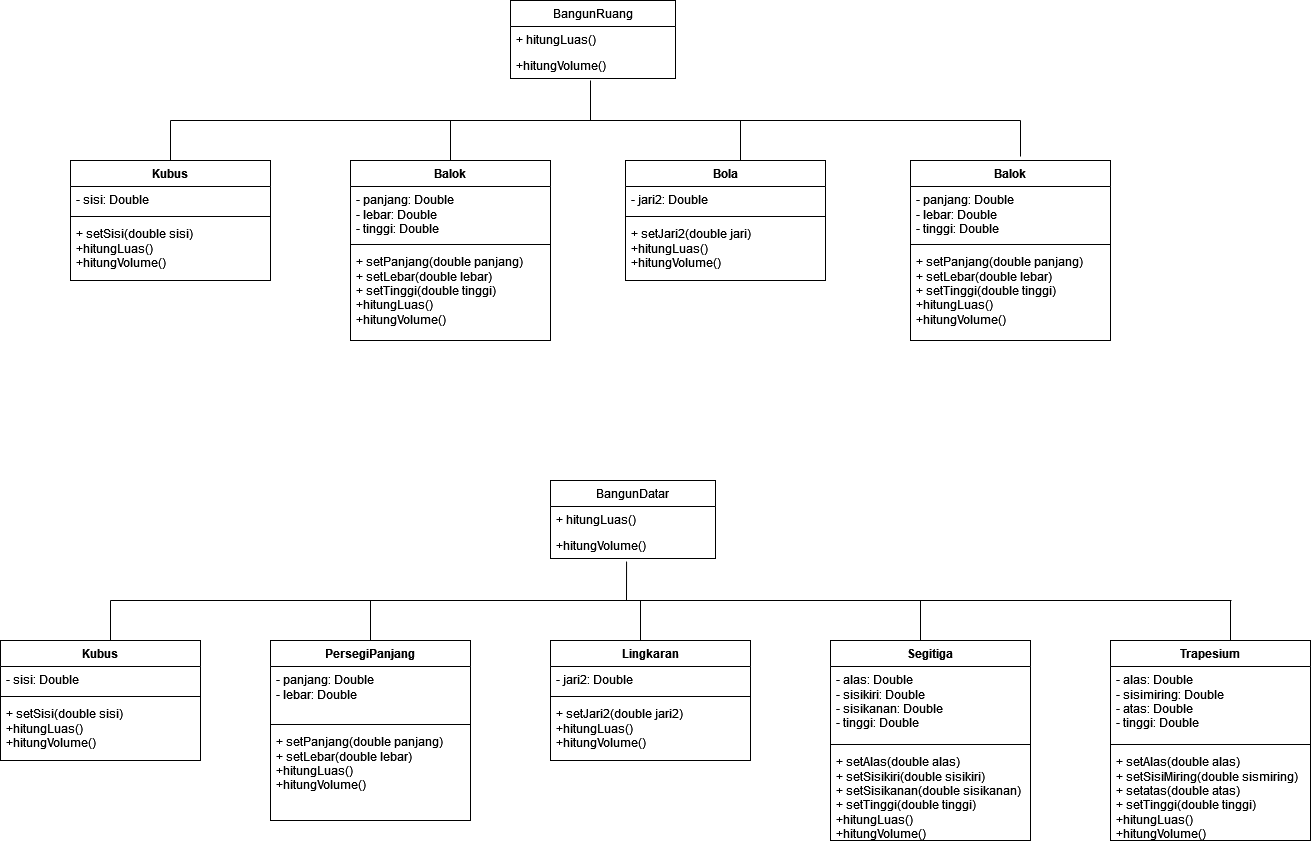 BangunRuang
+ hitungLuas()
+hitungVolume()
Kubus
- sisi: Double
+ setSisi(double sisi)
+hitungLuas()
+hitungVolume()
Balok
- panjang: Double
- lebar: Double
- tinggi: Double
+ setPanjang(double panjang)
+ setLebar(double lebar)
+ setTinggi(double tinggi)
+hitungLuas()
+hitungVolume()
Bola
- jari2: Double
+ setJari2(double jari)
+hitungLuas()
+hitungVolume()
Balok
- panjang: Double
- lebar: Double
- tinggi: Double
+ setPanjang(double panjang)
+ setLebar(double lebar)
+ setTinggi(double tinggi)
+hitungLuas()
+hitungVolume()
BangunDatar
+ hitungLuas()
+hitungVolume()
Kubus
- sisi: Double
+ setSisi(double sisi)
+hitungLuas()
+hitungVolume()
PersegiPanjang
- panjang: Double
- lebar: Double
+ setPanjang(double panjang)
+ setLebar(double lebar)
+hitungLuas()
+hitungVolume()
Lingkaran
- jari2: Double
+ setJari2(double jari2)
+hitungLuas()
+hitungVolume()
Segitiga
- alas: Double
- sisikiri: Double
- sisikanan: Double
- tinggi: Double
+ setAlas(double alas)
+ setSisikiri(double sisikiri)
+ setSisikanan(double sisikanan)
+ setTinggi(double tinggi)
+hitungLuas()
+hitungVolume()
Trapesium
- alas: Double
- sisimiring: Double
- atas: Double
- tinggi: Double
+ setAlas(double alas)
+ setSisiMiring(double sismiring)
+ setatas(double atas)
+ setTinggi(double tinggi)
+hitungLuas()
+hitungVolume()